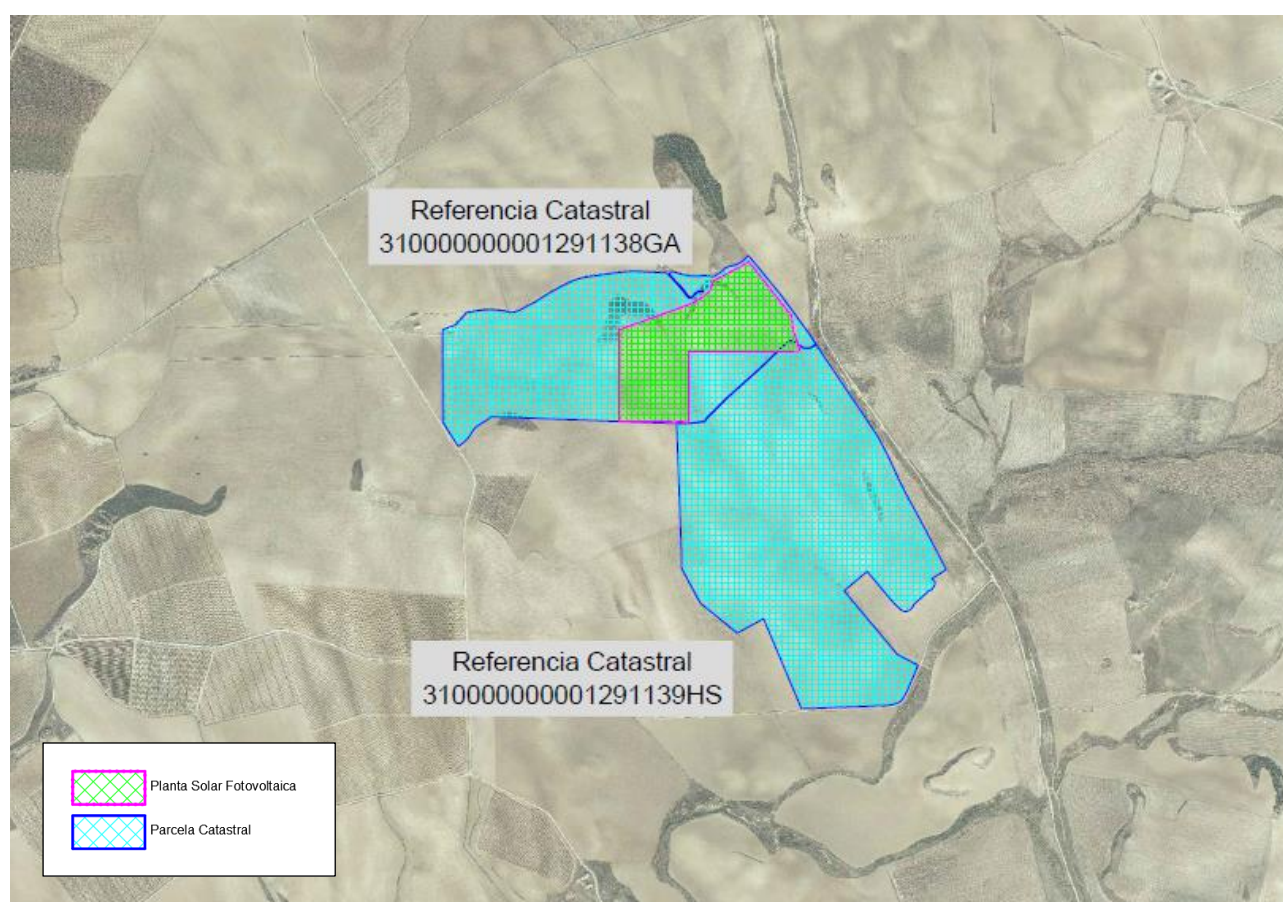 Referencia Catastral
310000000001291138GA
Referencia Catastral
310000000001291139HS
Planta Solar Fotovoltaica
Parcela Catastral